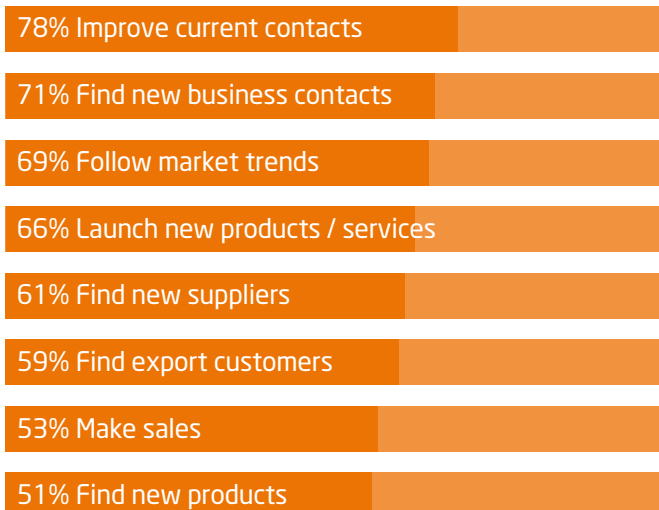 78% Improve current contacts
71% Find new business contacts
69% Follow market trends
66% Launch new products / services
61% Find new suppliers
59% Find export customers
53% Make sales
51% Find new products